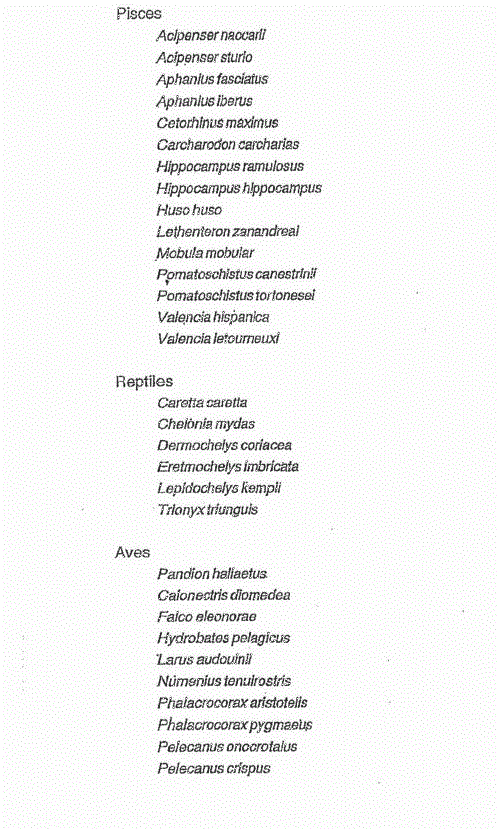 Pisces
Acipenser naccarii
Acipenser sturio
Aphanius fasciatus
Aphanius iberus
Cetorhinus maximus
Carcharodon carcharias
Hippocampus ramulosus
Hippocampus hippocampus
Huso huso
Lethenteron zanandreai
Mobula mobular
Pomatoschistus canestrinii
Pomatoschistus tortonesei
Valencia hispanica
Valencia letourneuxi
Reptiles
Caretta caretta
Chelonia mydas
Dermochelys coriacea
Eretmochelys imbricata
Lepidochelys kempii
Trionyx triunguis
Aves
Pandion haliaetus
Calonectris diomedea
Falco eleonorae
Hydrobates pelagicus
Larus audouinii
Numenius tenuirostris
Phalacrocorax aristotelis
Phalacrocorax pygmaeus
Pelecanus onocrotalus
Pelecanus crispus